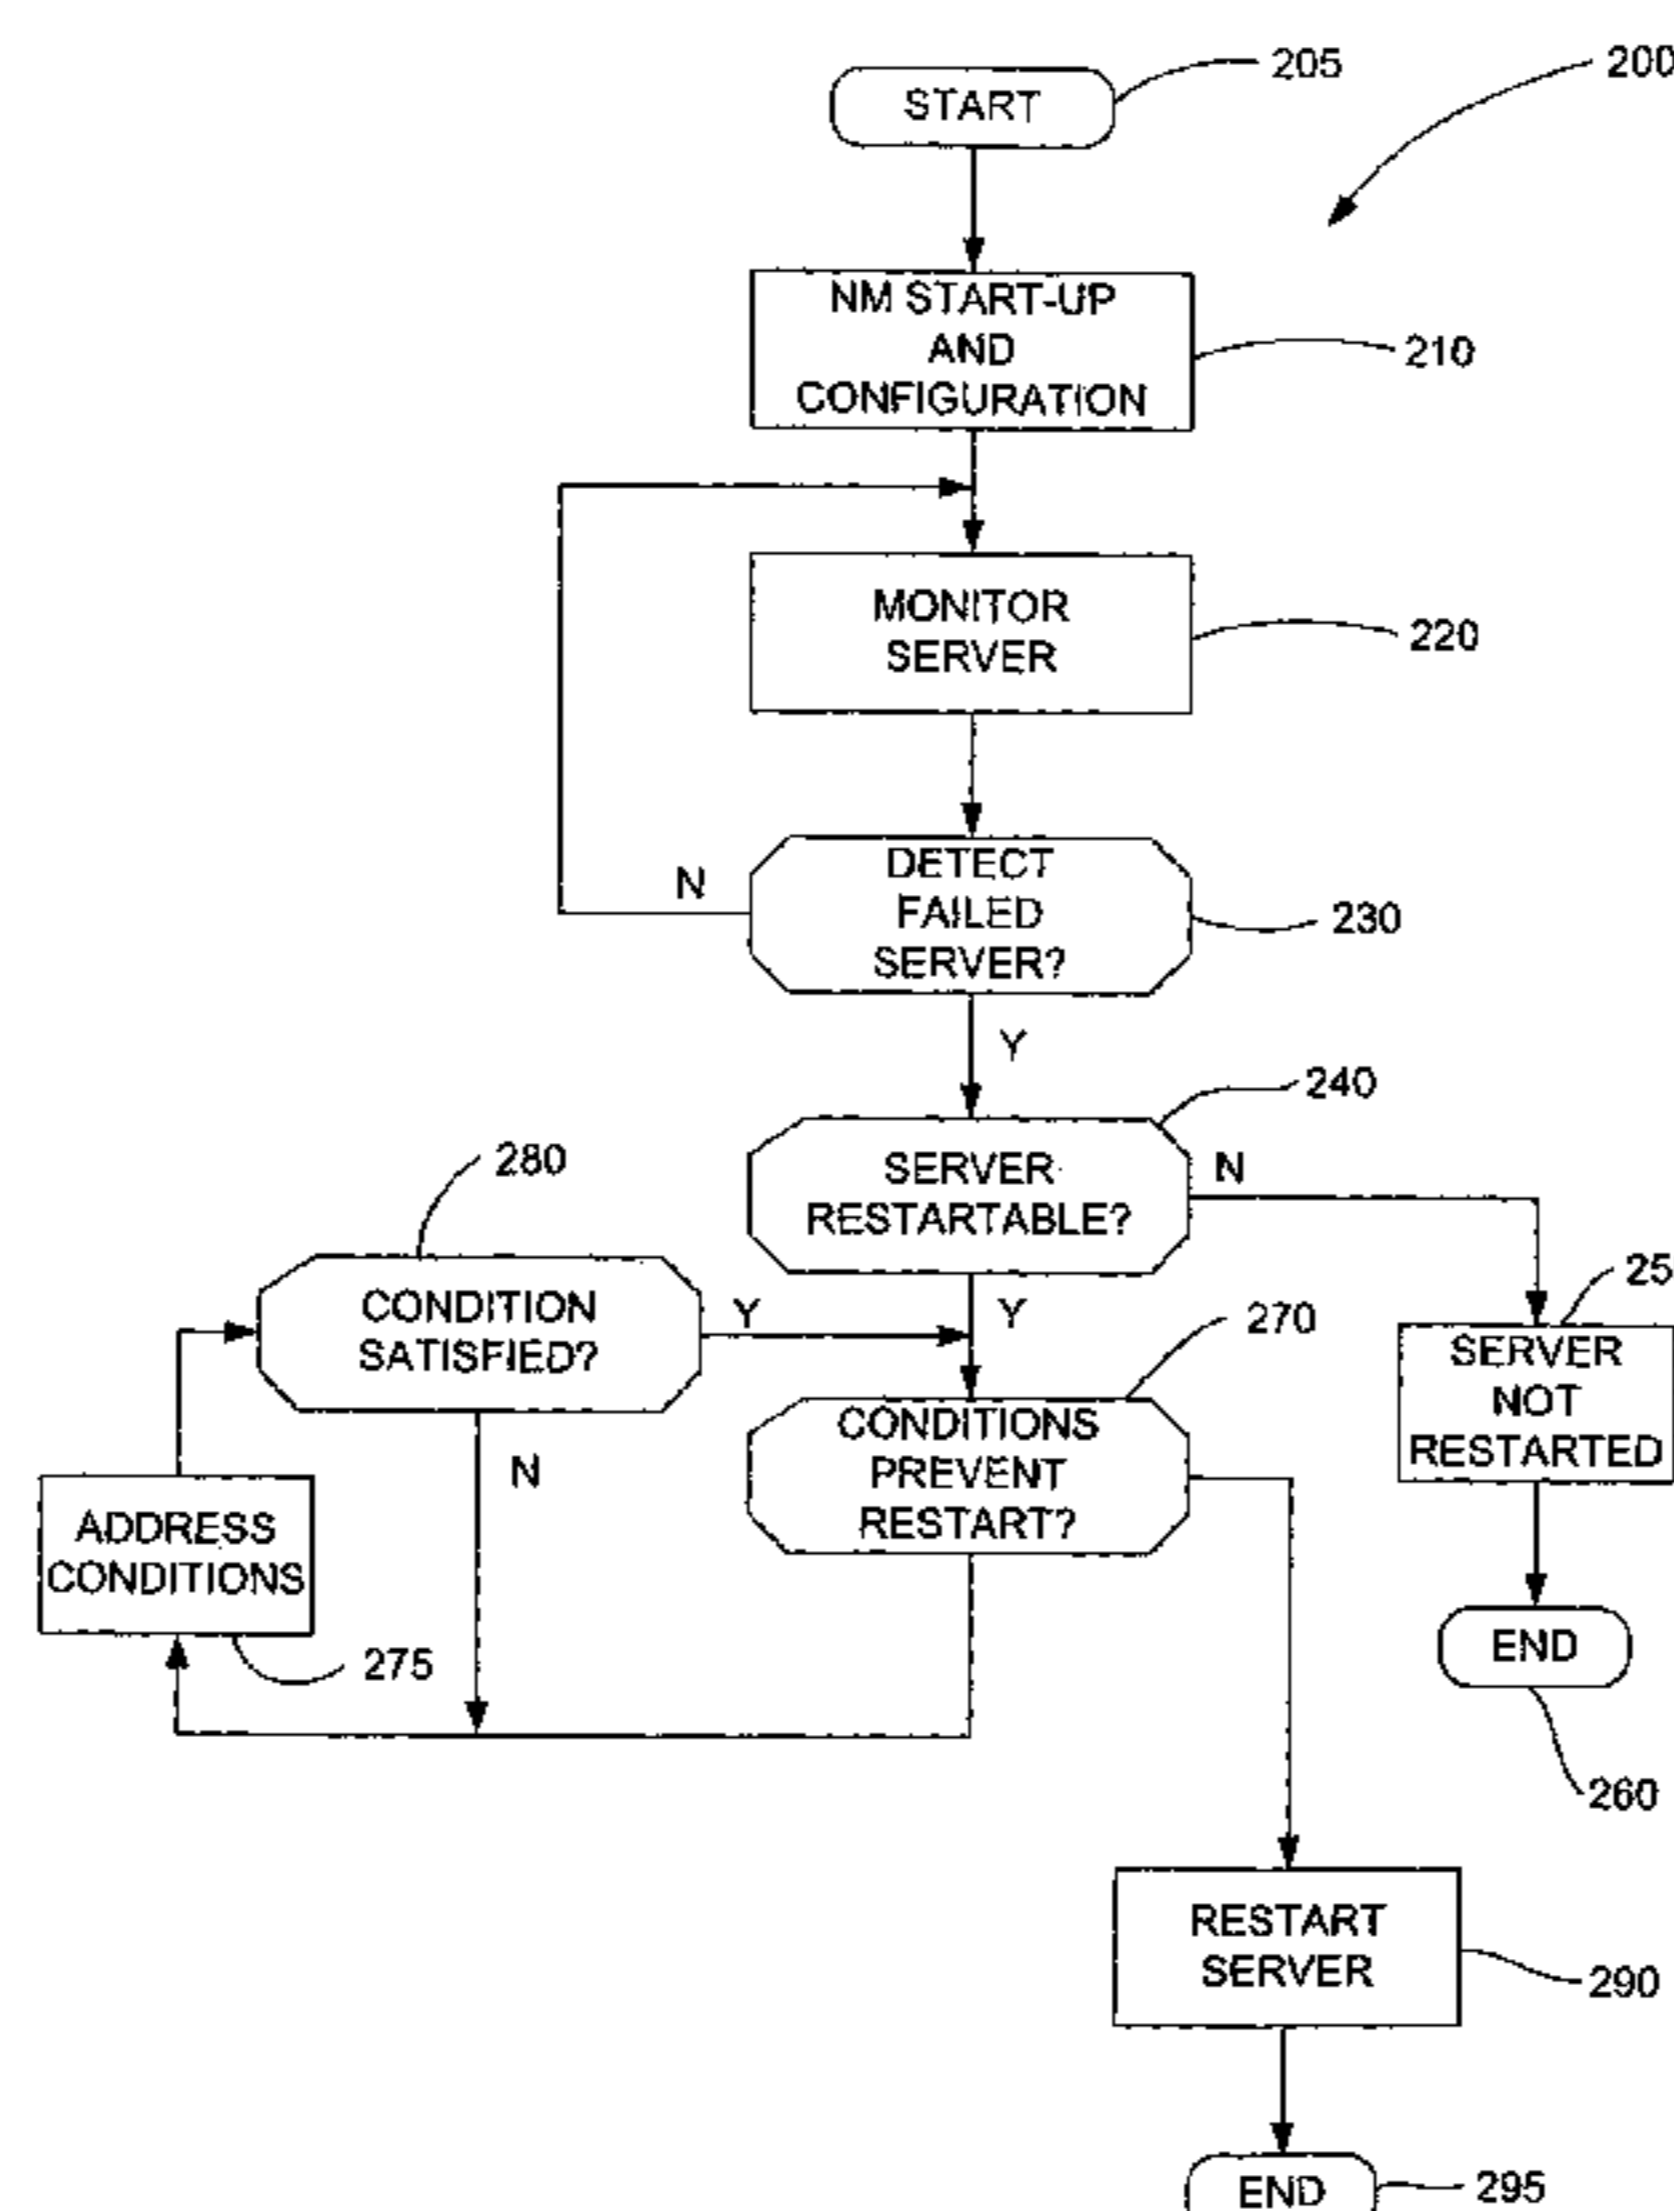 205
200
START
NM START-UP
AND
CONFIGURATION
210
MONITOR
SERVER
220
DETECT
FAILED
SERVER?
N
230
Y
240
SERVER
RESTARTABLE?
N
280
CONDITION
SATISFIED?
Y
Y
270
25
SERVER
NOT
RESTARTED
CONDITIONS
PREVENT
RESTART?
N
ADDRESS
CONDITIONS
275
END
260
RESTART
SERVER
290
END
295